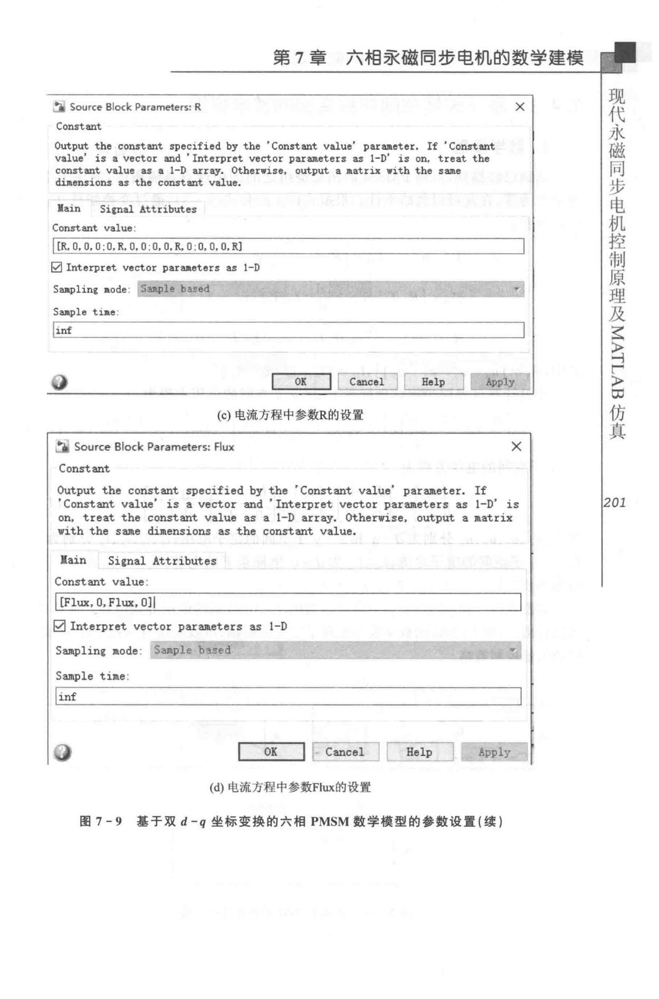 第 7 章 六相永磁同步电机的数学建模
Source Block Parameters: R
Constant
Output the constant specified by the 'Constant value' parameter. If 'Constant
value' is a vector and 'Interpret vector parameters as 1-D' is on, treat the
constant value as a 1-D array. Otherwise, output a matrix with the same
dimensions as the constant value.
Main Signal Attributes
Constant value:
[R,0,0,0;0,R,0,0;0,0,R,0;0,0,0,R]
Interpret vector parameters as 1-D
Sampling mode: Sample based
Sample time:
inf
OK Cancel Help Apply
(c) 电流方程中参数R的设置
Source Block Parameters: Flux
Constant
Output the constant specified by the 'Constant value' parameter. If
'Constant value' is a vector and 'Interpret vector parameters as 1-D' is
on, treat the constant value as a 1-D array. Otherwise, output a matrix
with the same dimensions as the constant value.
Main Signal Attributes
Constant value:
[Flux,0,Flux,0]
Interpret vector parameters as 1-D
Sampling mode: Sample based
Sample time:
inf
OK Cancel Help Apply
(d) 电流方程中参数Flux的设置
图 7-9 基于双 d-q 坐标变换的六相 PMSM 数学模型的参数设置(续)
现代永磁同步电机控制原理及MATLAB仿真
201